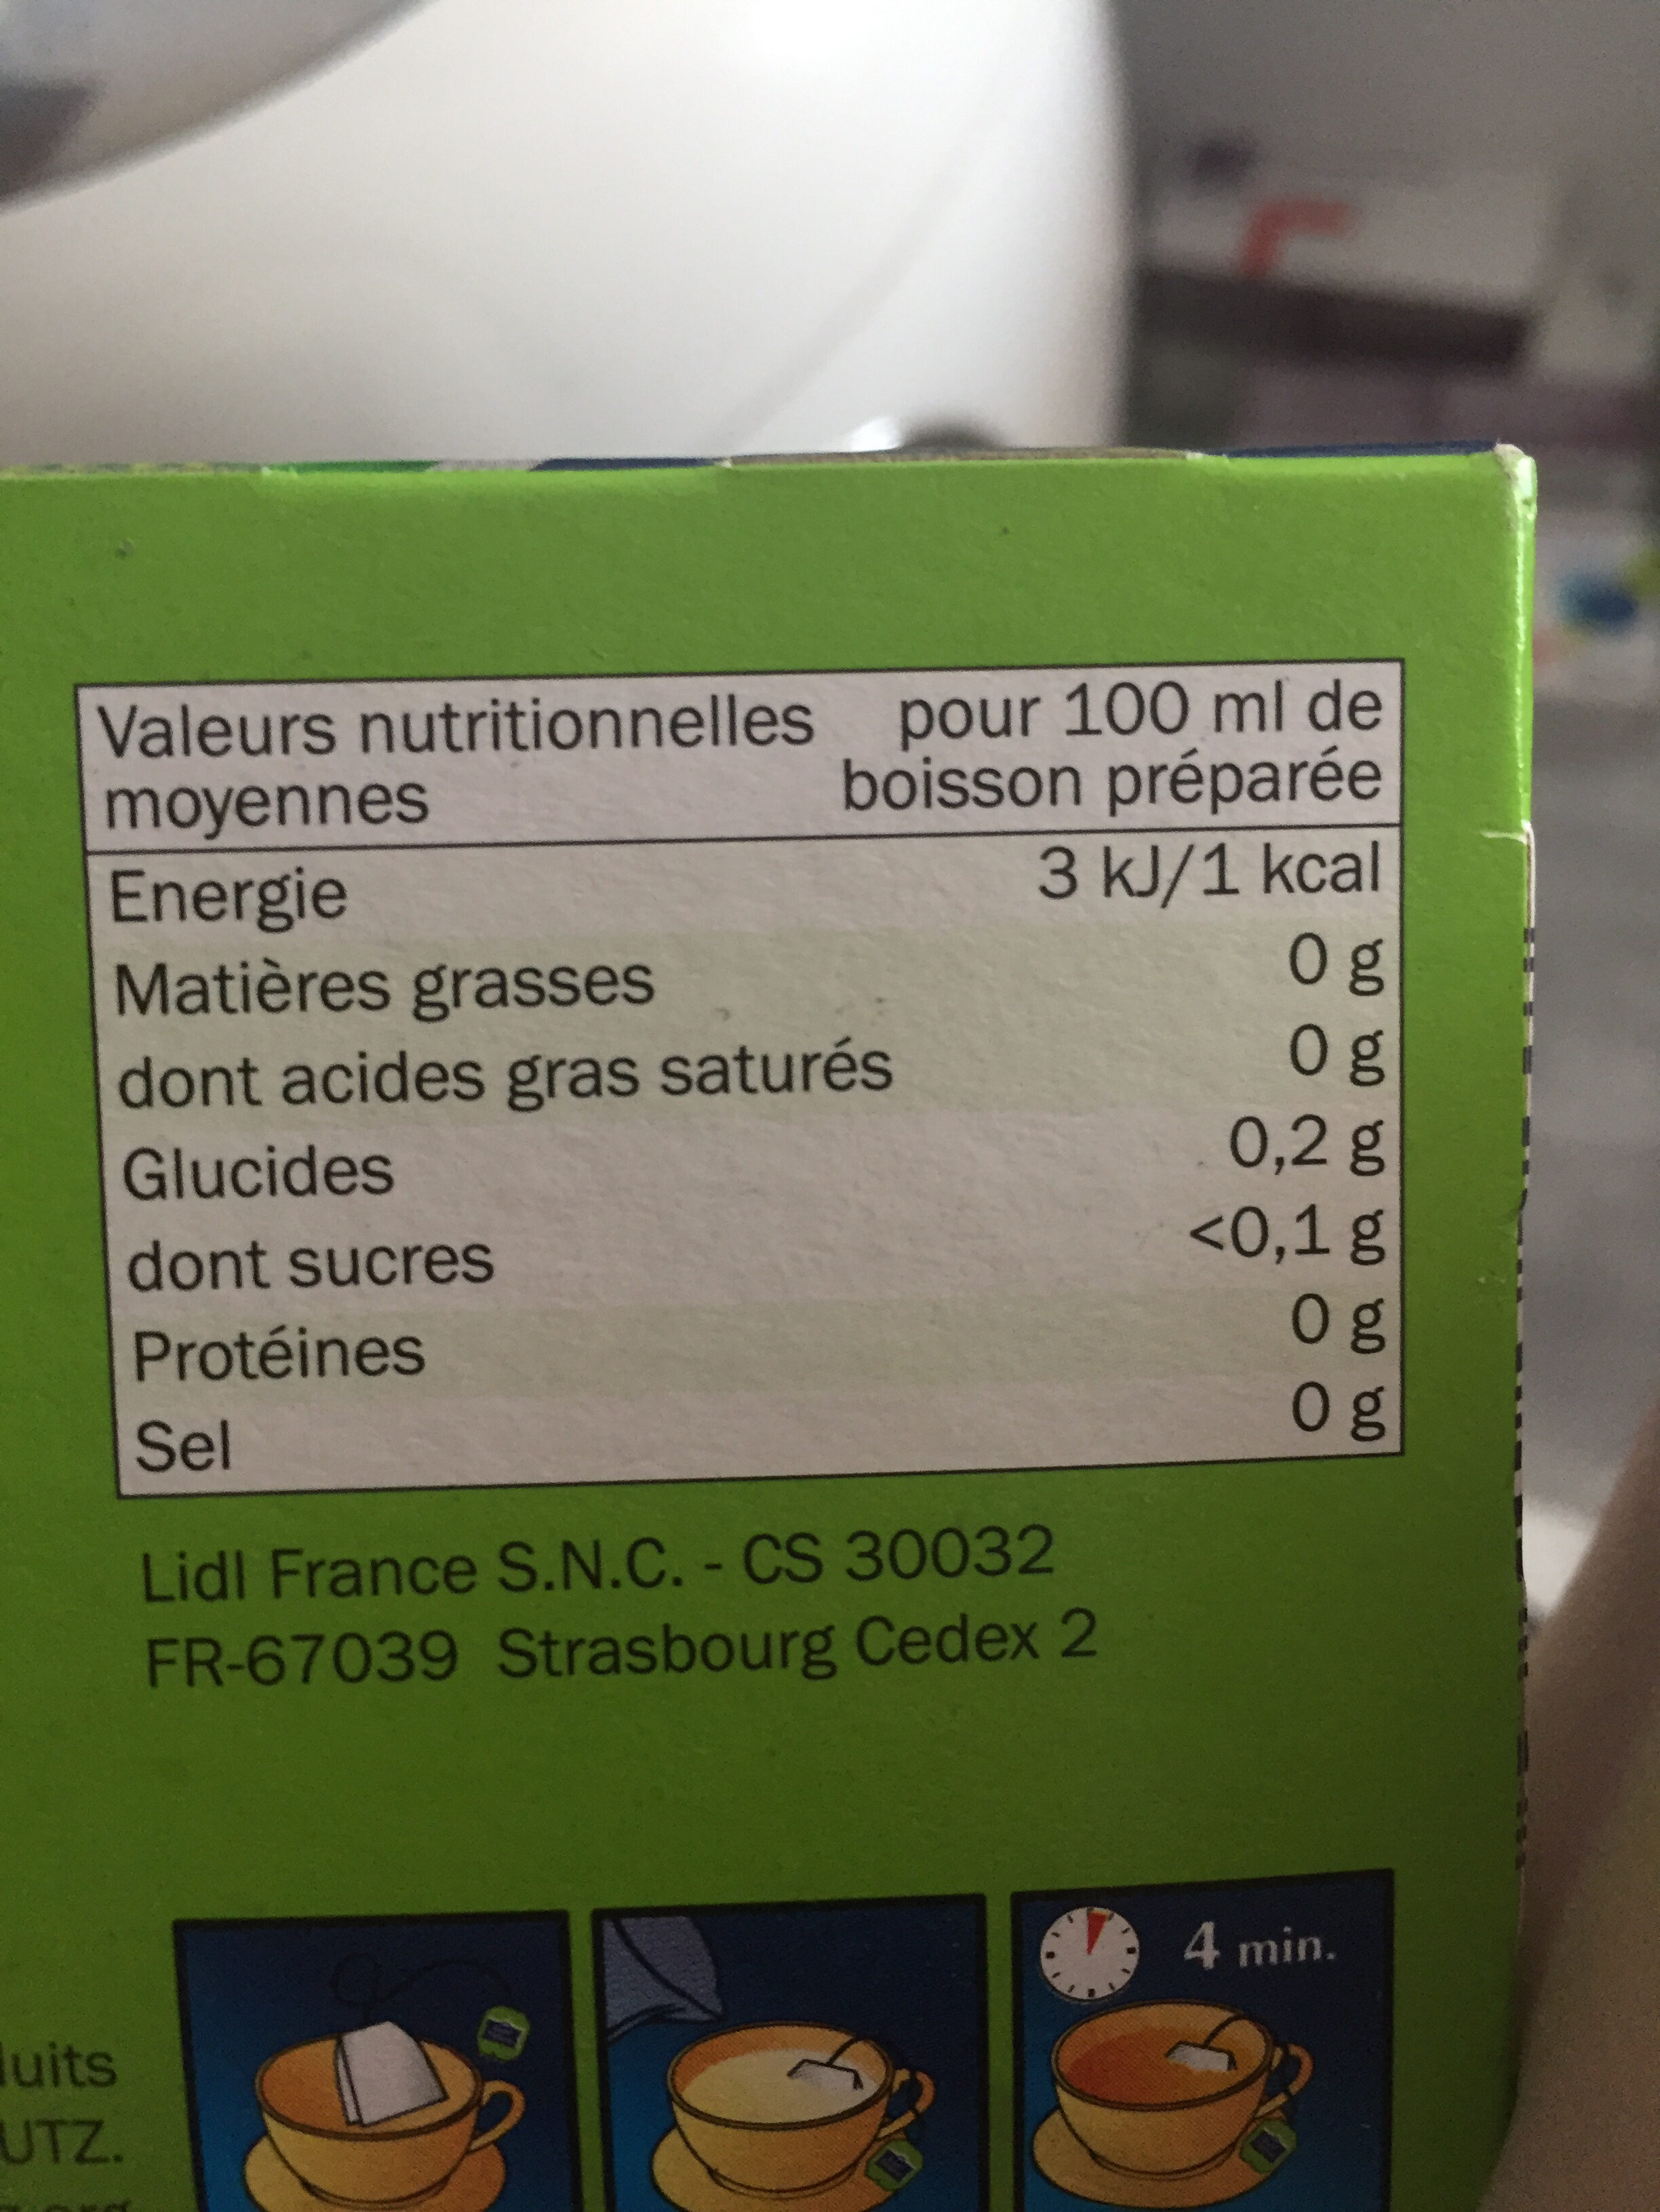 Valeurs nutritionnelles moyennes pour 100 ml de boisson préparée
Energie 3 kJ/1 kcal
Matières grasses 0 g
dont acides gras saturés 0 g
Glucides 0,2 g
dont sucres <0,1 g
Protéines 0 g
Sel 0 g
Lidl France S.N.C. - CS 30032
FR-67039 Strasbourg Cedex 2
4 min.
UTZ.